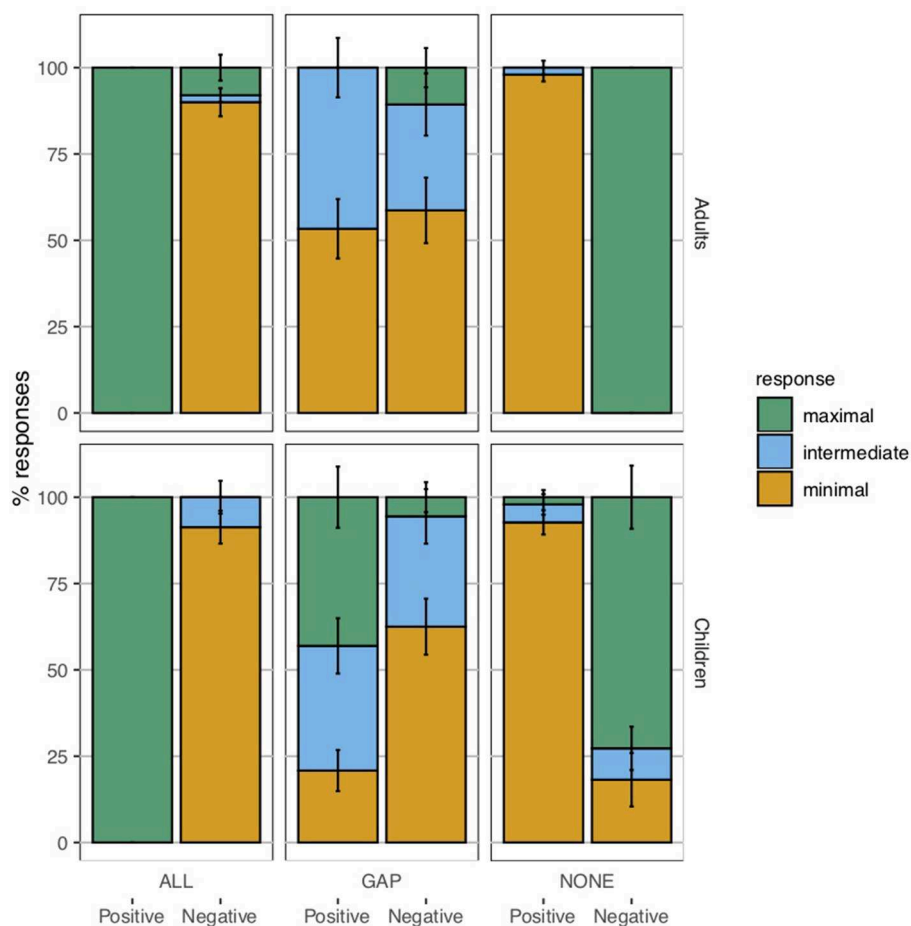 % responses
100
75
50
25
0
Adults
100
75
50
25
0
Children
ALL GAP NONE
Positive Negative Positive Negative Positive Negative
response
maximal
intermediate
minimal